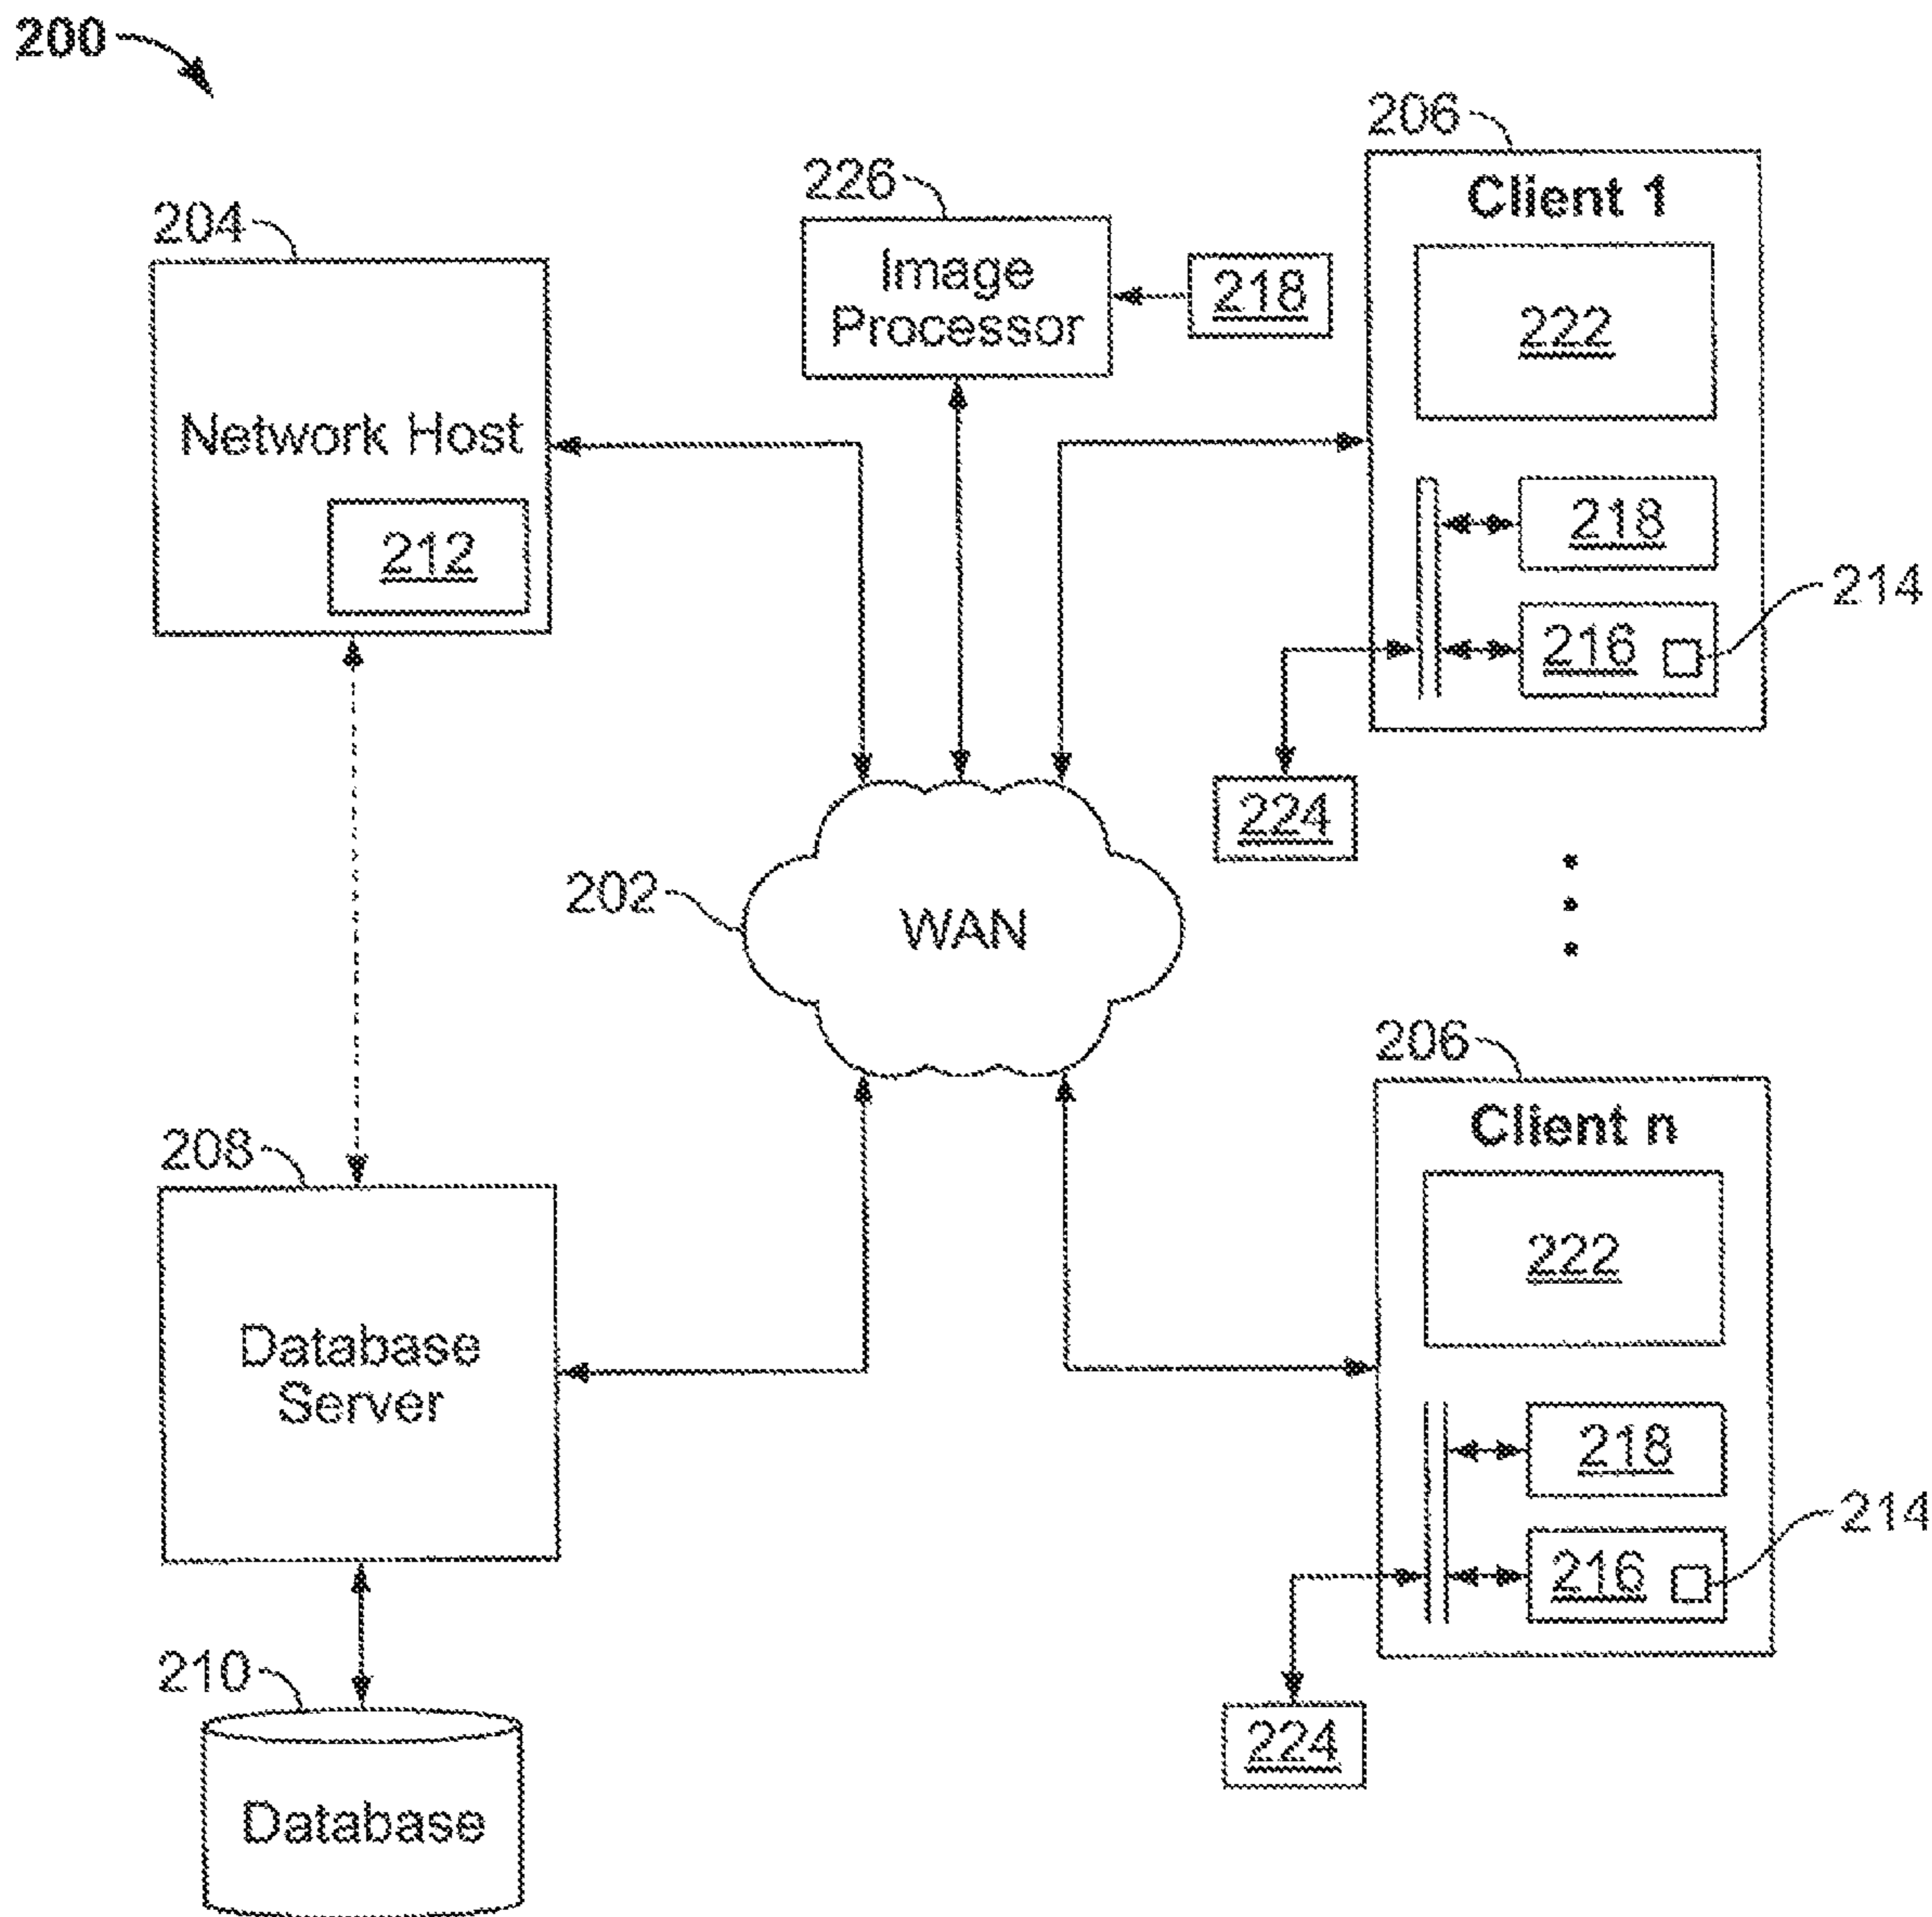 200
206
Client 1
226
204
Image
Processor
218
222
Network Host
212
218
214
216
224
202
WAN
206
Client n
208
222
Database
Server
218
214
216
210
224
Database